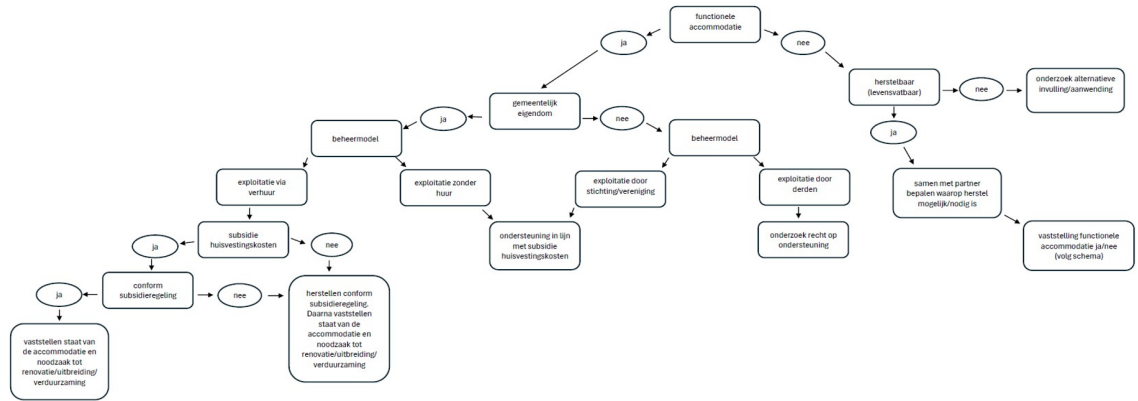 functionele
accommodatie
ja
nee
herstelbaar
(levensvatbaar)
nee
onderzoek alternatieve
invulling/aanwending
gemeentelijk
eigendom
ja
nee
ja
beheermodel
beheermodel
exploitatie via
verhuur
exploitatie zonder
huur
exploitatie door
stichting/vereniging
exploitatie door
derden
samen met partner
bepalen waarop herstel
mogelijk/nodig is
subsidie
huisvestingskosten
ja
nee
ondersteuning in lijn
met subsidie
huisvestingskosten
onderzoek recht op
ondersteuning
vaststelling functionele
accommodatie ja/nee
(volg schema)
conform
subsidieregeling
ja
nee
herstellen conform
subsidieregeling.
Daarna vaststellen
staat van de
accommodatie en
noodzaak tot
renovatie/uitbreiding/
verduurzaming
vaststellen staat van
de accommodatie en
noodzaak tot
renovatie/uitbreiding/
verduurzaming